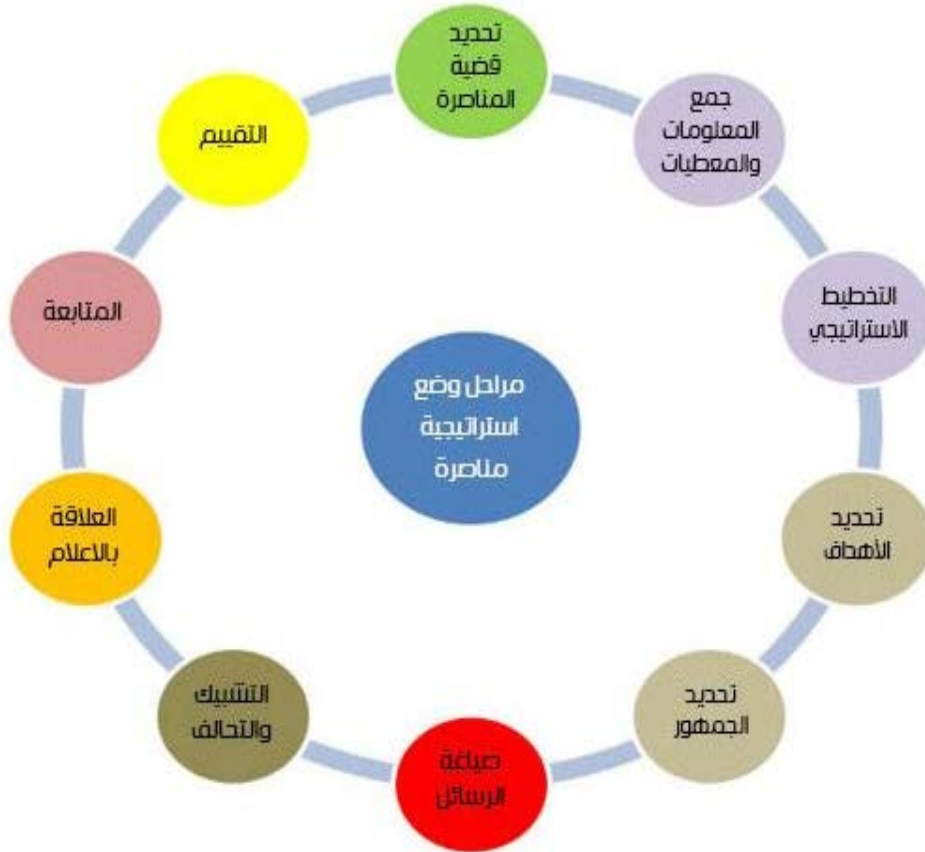 تحديد
قضية
المناصرة
جمع
المعلومات
والمعطيات
التخطيط
الاستراتيجي
تحديد
الأهداف
تحديد
الجمهور
صياغة
الرسائل
التشبيك
والتحالف
العلاقة
بالاعلام
المتابعة
التقييم
مراحل وضع
استراتيجية
مناصرة